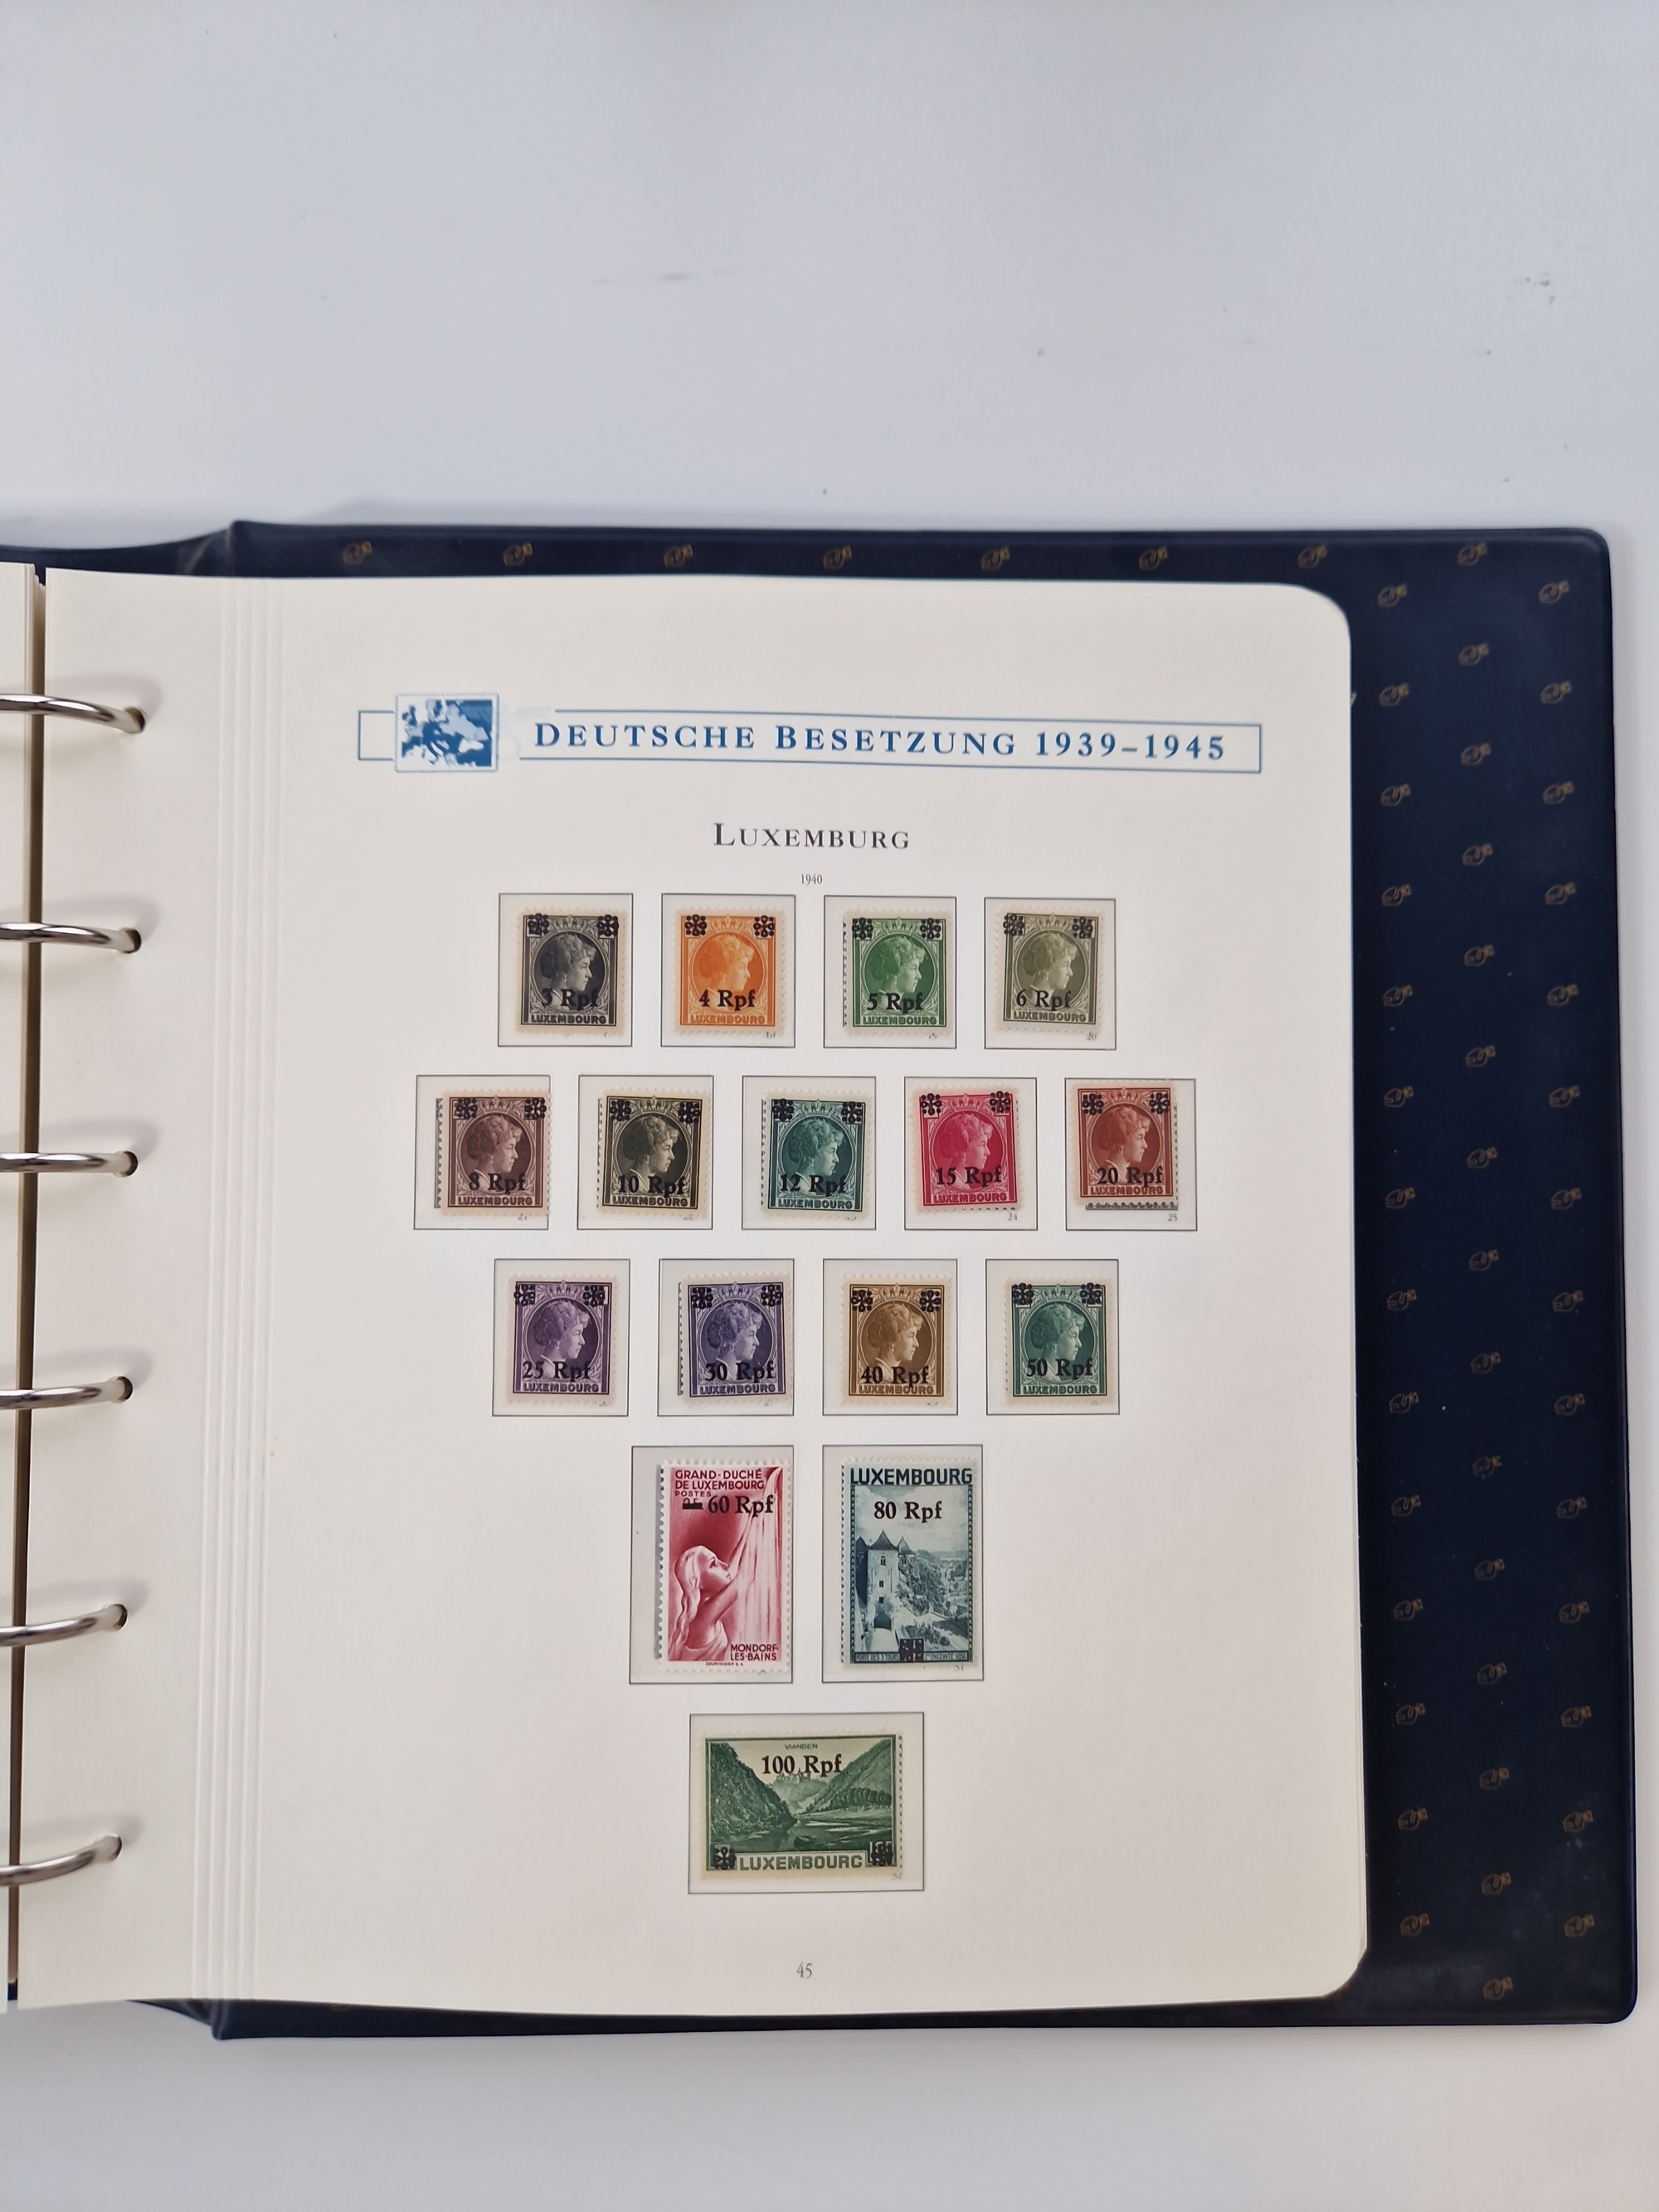 DEUTSCHE BESETZUNG 1939–1945
LUXEMBURG
1940
3 Rpf
LUXEMBOURG
4 Rpf
LUXEMBOURG
5 Rpf
LUXEMBOURG
6 Rpf
LUXEMBOURG
20
8 Rpf
LUXEMBOURG
21
10 Rpf
LUXEMBOURG
12 Rpf
LUXEMBOURG
15 Rpf
LUXEMBOURG
24
20 Rpf
LUXEMBOURG
25
25 Rpf
LUXEMBOURG
30 Rpf
LUXEMBOURG
40 Rpf
LUXEMBOURG
50 Rpf
LUXEMBOURG
GRAND-DUCHÉ
DE LUXEMBOURG
POSTES
60 Rpf
MONDORF-
LES-BAINS
LUXEMBOURG
80 Rpf
31
VIANDEN
100 Rpf
LUXEMBOURG
32
45